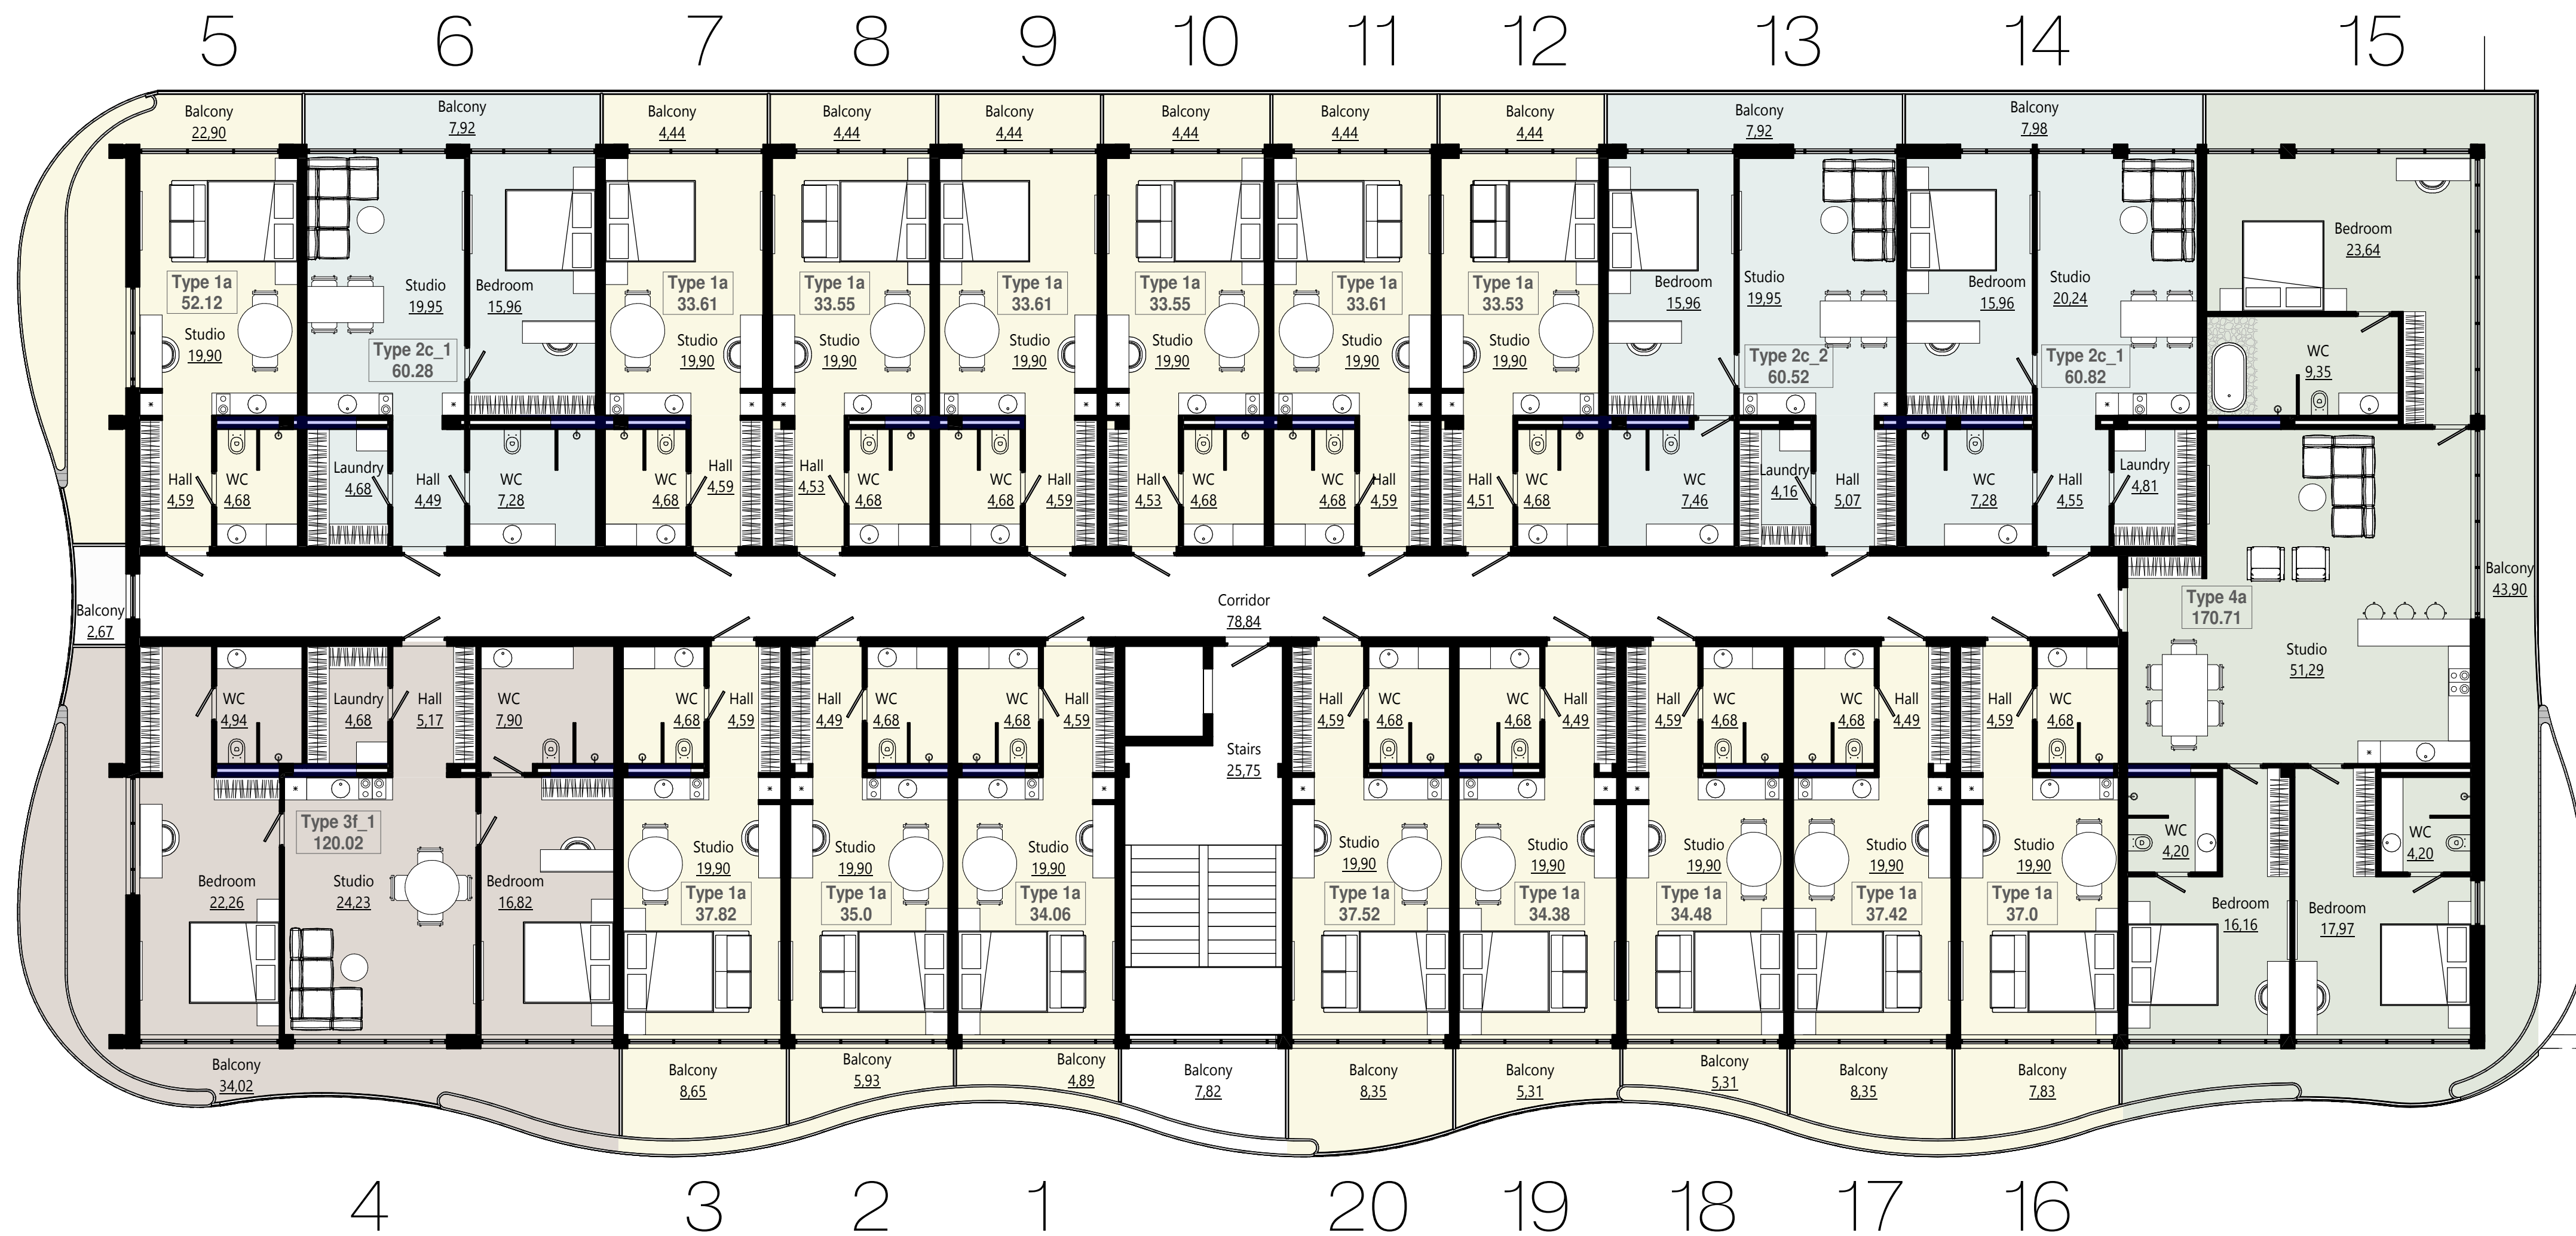 5 6 7 8 9 10 11 12 13 14 15
Balcony
22,90
Balcony
7,92
Balcony
4,44
Balcony
4,44
Balcony
4,44
Balcony
4,44
Balcony
4,44
Balcony
4,44
Balcony
7,92
Balcony
7,98
Type 1a
52.12
Studio
19,90
Hall
4,59
WC
4,68
Studio
19,95
Bedroom
15,96
Type 2c_1
60.28
Laundry
4,68
Hall
4,49
WC
7,28
Type 1a
33.61
Studio
19,90
WC
4,68
Hall
4,59
Type 1a
33.55
Studio
19,90
Hall
4,53
WC
4,68
Type 1a
33.61
Studio
19,90
WC
4,68
Hall
4,59
Type 1a
33.55
Studio
19,90
Hall
4,53
WC
4,68
Type 1a
33.61
Studio
19,90
WC
4,68
Hall
4,59
Type 1a
33.53
Studio
19,90
Hall
4,51
WC
4,68
Bedroom
15,96
Studio
19,95
Type 2c_2
60.52
WC
7,46
Laundry
4,16
Hall
5,07
Bedroom
15,96
Studio
20,24
Type 2c_1
60.82
WC
7,28
Hall
4,55
Laundry
4,81
Bedroom
23,64
WC
9,35
Balcony
43,90
Type 4a
170.71
Studio
51,29
WC
4,20
WC
4,20
Bedroom
16,16
Bedroom
17,97
Balcony
2,67
Corridor
78,84
Stairs
25,75
WC
4,94
Laundry
4,68
Hall
5,17
WC
7,90
Type 3f_1
120.02
Bedroom
22,26
Studio
24,23
Bedroom
16,82
Balcony
34,02
WC
4,68
Hall
4,59
Studio
19,90
Type 1a
37.82
Balcony
8,65
Hall
4,49
WC
4,68
Studio
19,90
Type 1a
35.0
Balcony
5,93
WC
4,68
Hall
4,59
Studio
19,90
Type 1a
34.06
Balcony
4,89
Balcony
7,82
Hall
4,59
WC
4,68
Studio
19,90
Type 1a
37.52
Balcony
8,35
WC
4,68
Hall
4,49
Studio
19,90
Type 1a
34.38
Balcony
5,31
Hall
4,59
WC
4,68
Studio
19,90
Type 1a
34.48
Balcony
5,31
WC
4,68
Hall
4,49
Studio
19,90
Type 1a
37.42
Balcony
8,35
Hall
4,59
WC
4,68
Studio
19,90
Type 1a
37.0
Balcony
7,83
4 3 2 1 20 19 18 17 16